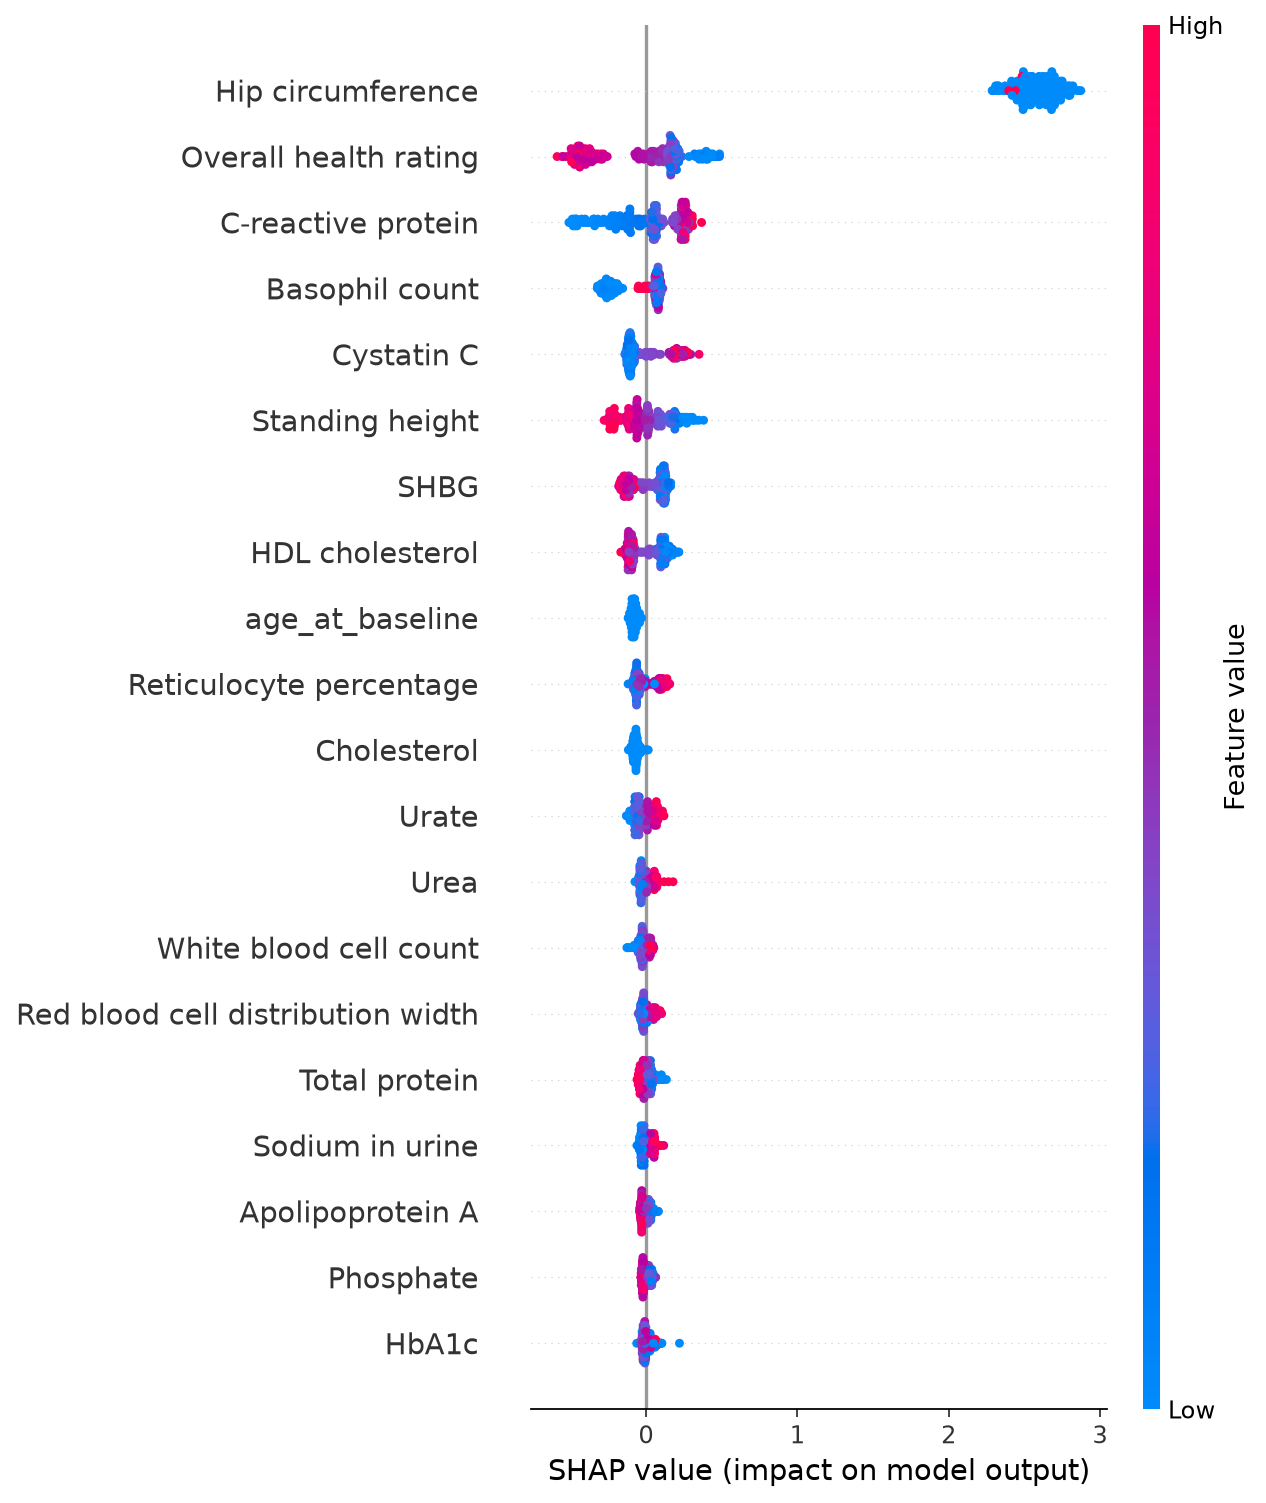 High
Hip circumference
Overall health rating
C-reactive protein
Basophil count
Cystatin C
Standing height
SHBG
HDL cholesterol
age_at_baseline
Reticulocyte percentage
Cholesterol
Urate
Urea
White blood cell count
Red blood cell distribution width
Total protein
Sodium in urine
Apolipoprotein A
Phosphate
HbA1c
Feature value
Low
0 1 2 3
SHAP value (impact on model output)